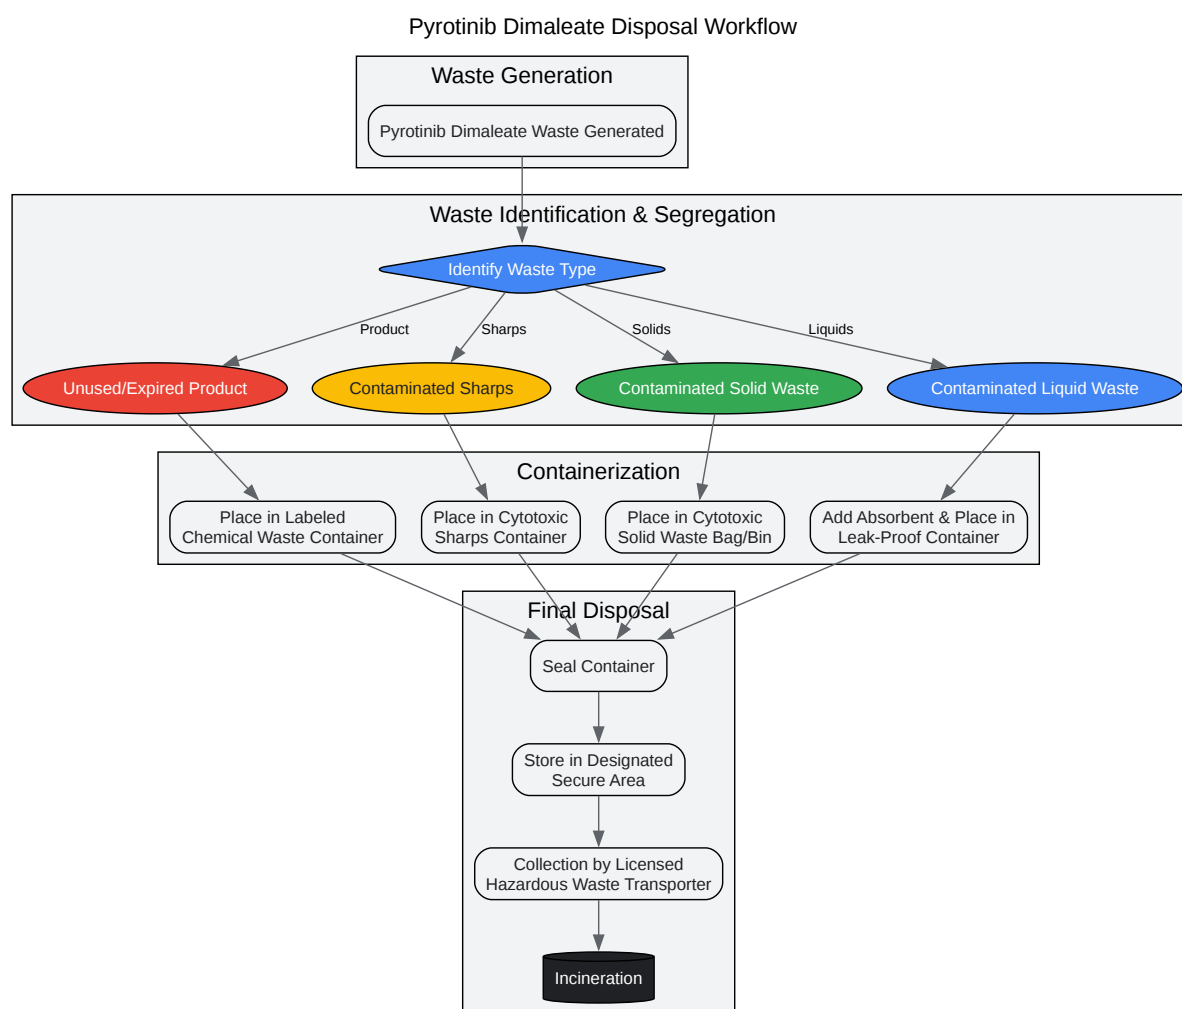 Pyrotinib Dimaleate Disposal Workflow
Waste Generation
Pyrotinib Dimaleate Waste Generated
Waste Identification & Segregation
Identify Waste Type
Product
Sharps
Solids
Liquids
Unused/Expired Product
Contaminated Sharps
Contaminated Solid Waste
Contaminated Liquid Waste
Containerization
Place in Labeled
Chemical Waste Container
Place in Cytotoxic
Sharps Container
Place in Cytotoxic
Solid Waste Bag/Bin
Add Absorbent & Place in
Leak-Proof Container
Final Disposal
Seal Container
Store in Designated
Secure Area
Collection by Licensed
Hazardous Waste Transporter
Incineration